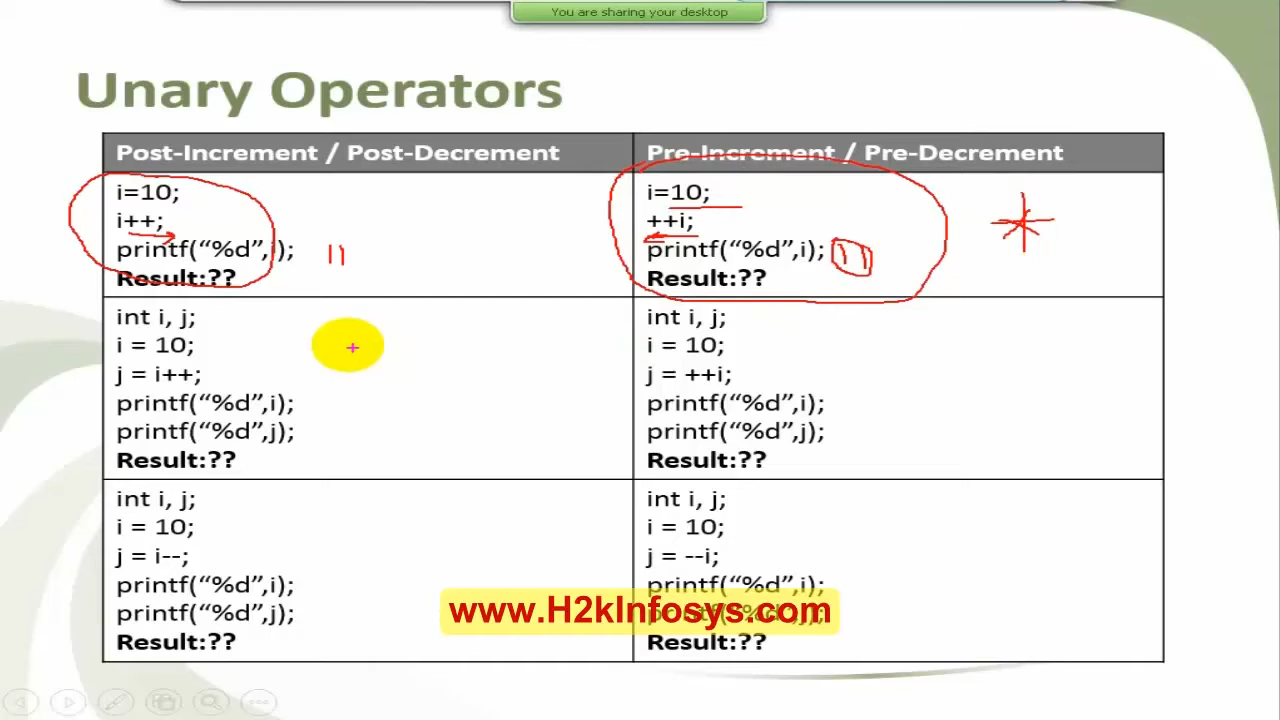 You are sharing your desktop
Unary Operators
Post-Increment / Post-Decrement
Pre-Increment / Pre-Decrement
i=10;
i++;
printf(“%d”,i); 11
Result:??
i=10;
++i;
printf(“%d”,i); 11
Result:??
int i, j;
i = 10;
j = i++;
printf(“%d”,i);
printf(“%d”,j);
Result:??
int i, j;
i = 10;
j = ++i;
printf(“%d”,i);
printf(“%d”,j);
Result:??
int i, j;
i = 10;
j = i--;
printf(“%d”,i);
printf(“%d”,j);
Result:??
int i, j;
i = 10;
j = --i;
printf(“%d”,i);
printf(“%d”,j);
Result:??
www.H2kInfosys.com